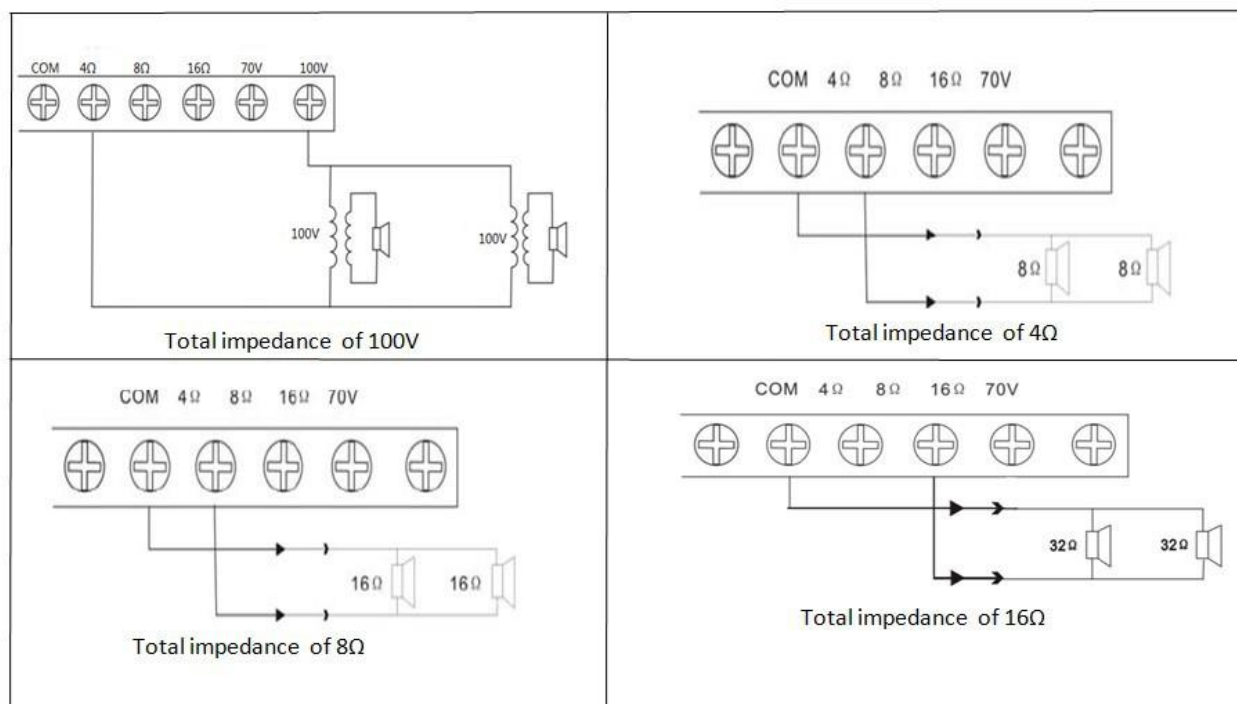 COM 4Ω 8Ω 16Ω 70V 100V
100V 100V
Total impedance of 100V
COM 4Ω 8Ω 16Ω 70V
8Ω 8Ω
Total impedance of 4Ω
COM 4Ω 8Ω 16Ω 70V
16Ω 16Ω
Total impedance of 8Ω
COM 4Ω 8Ω 16Ω 70V
32Ω 32Ω
Total impedance of 16Ω